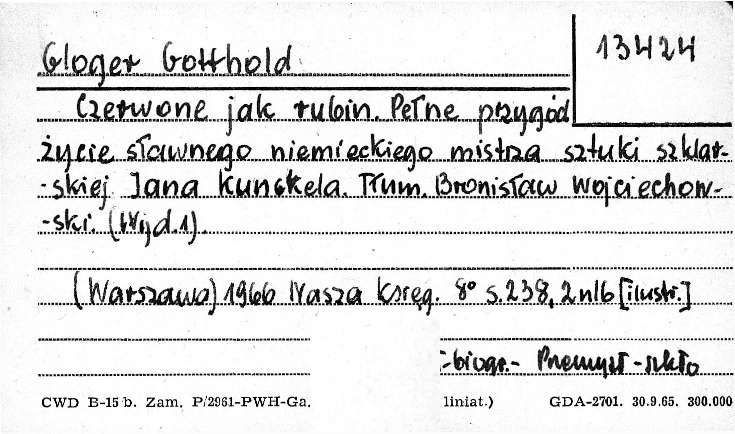 13424
Gloger Gotthold
Czerwone jak rubin. Pełne przygód
życie sławnego niemieckiego mistrza sztuki szklar-
-skiej Jana Kunckela. Tłum. Bronisław Wojciechow-
-ski. (Wyd. 1).
(Warszawa) 1966 Nasza Księg. 8° s. 238, 2 nlb [ilustr.]
-biogr.- Przemysł - szkło
CWD B-15 b. Zam. P/2961-PWH-Ga. liniat.) GDA-2701. 30.9.65. 300.000